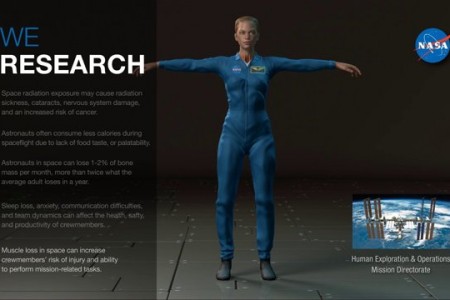 WE
RESEARCH
NASA
Space radiation exposure may cause radiation
sickness, cataracts, nervous system damage,
and an increased risk of cancer.
Astronauts often consume less calories during
spaceflight due to lack of food taste, or palatability.
Astronauts in space can lose 1-2% of bone
mass per month, more than twice what the
average adult loses in a year.
Sleep loss, anxiety, communication difficulties,
and team dynamics can affect the health, safty,
and productivity of crewmembers...
Muscle loss in space can increase
crewmembers' risk of injury and ability
to perform mission-related tasks.
Human Exploration & Operations
Mission Directorate